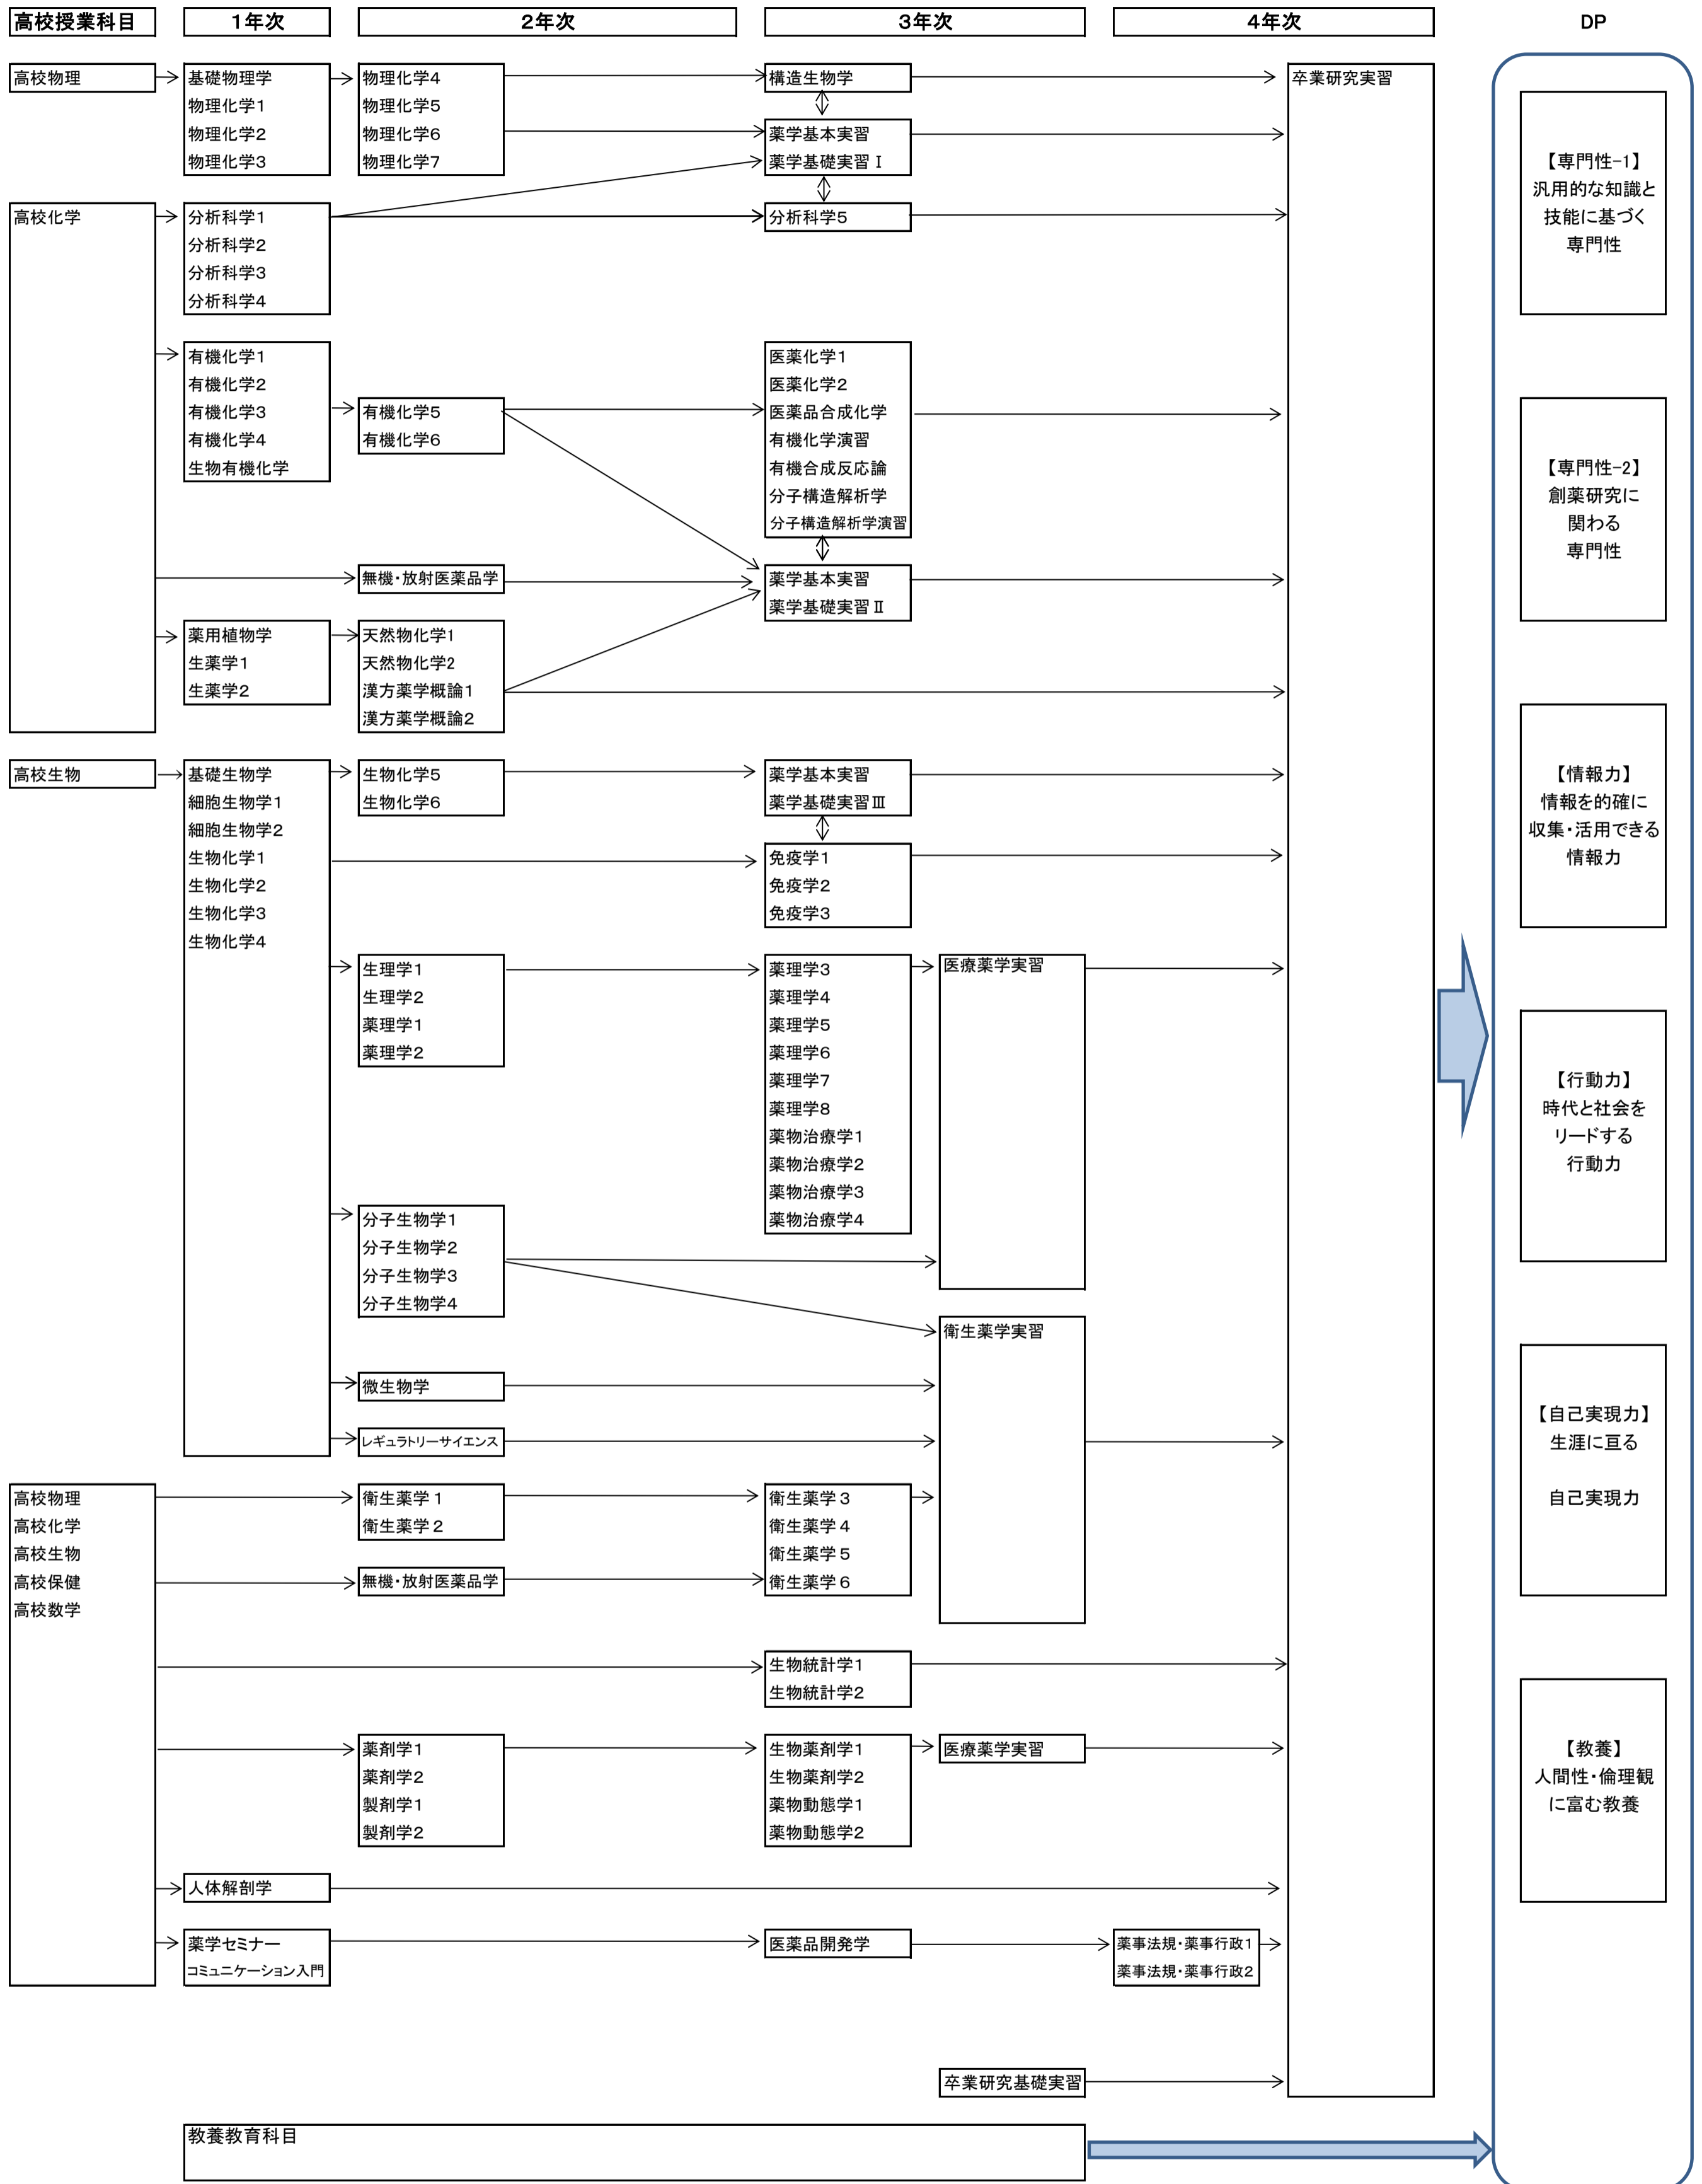 高校授業科目
1年次
2年次
3年次
4年次
DP
高校物理
基礎物理学
物理化学1
物理化学2
物理化学3
物理化学4
物理化学5
物理化学6
物理化学7
構造生物学
薬学基本実習
薬学基礎実習Ⅰ
卒業研究実習
高校化学
分析科学1
分析科学2
分析科学3
分析科学4
分析科学5
有機化学1
有機化学2
有機化学3
有機化学4
生物有機化学
有機化学5
有機化学6
医薬化学1
医薬化学2
医薬品合成化学
有機化学演習
有機合成反応論
分子構造解析学
分子構造解析学演習
無機・放射医薬品学
薬学基本実習
薬学基礎実習Ⅱ
薬用植物学
生薬学1
生薬学2
天然物化学1
天然物化学2
漢方薬学概論1
漢方薬学概論2
高校生物
基礎生物学
細胞生物学1
細胞生物学2
生物化学1
生物化学2
生物化学3
生物化学4
生物化学5
生物化学6
薬学基本実習
薬学基礎実習Ⅲ
免疫学1
免疫学2
免疫学3
生理学1
生理学2
薬理学1
薬理学2
薬理学3
薬理学4
薬理学5
薬理学6
薬理学7
薬理学8
薬物治療学1
薬物治療学2
薬物治療学3
薬物治療学4
医療薬学実習
分子生物学1
分子生物学2
分子生物学3
分子生物学4
衛生薬学実習
微生物学
レギュラトリーサイエンス
高校物理
高校化学
高校生物
高校保健
高校数学
衛生薬学1
衛生薬学2
衛生薬学3
衛生薬学4
衛生薬学5
衛生薬学6
無機・放射医薬品学
生物統計学1
生物統計学2
薬剤学1
薬剤学2
製剤学1
製剤学2
生物薬剤学1
生物薬剤学2
薬物動態学1
薬物動態学2
医療薬学実習
人体解剖学
薬学セミナー
コミュニケーション入門
医薬品開発学
薬事法規・薬事行政1
薬事法規・薬事行政2
卒業研究基礎実習
教養教育科目
【専門性-1】
汎用的な知識と
技能に基づく
専門性
【専門性-2】
創薬研究に
関わる
専門性
【情報力】
情報を的確に
収集・活用できる
情報力
【行動力】
時代と社会を
リードする
行動力
【自己実現力】
生涯に亘る
自己実現力
【教養】
人間性・倫理観
に富む教養